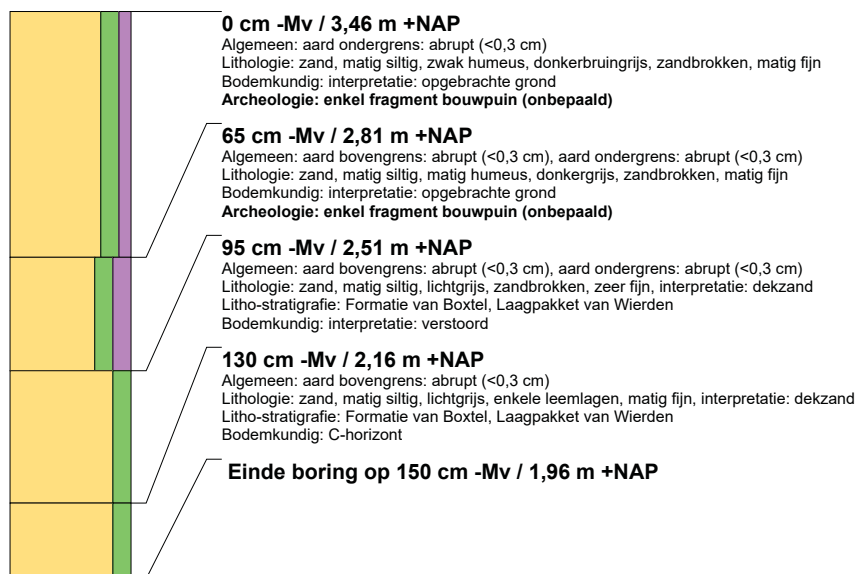 0 cm -Mv / 3,46 m +NAP
Algemeen: aard ondergrens: abrupt (<0,3 cm)
Lithologie: zand, matig siltig, zwak humeus, donkerbruingrijs, zandbrokken, matig fijn
Bodemkundig: interpretatie: opgebrachte grond
Archeologie: enkel fragment bouwpuin (onbepaald)
65 cm -Mv / 2,81 m +NAP
Algemeen: aard bovengrens: abrupt (<0,3 cm), aard ondergrens: abrupt (<0,3 cm)
Lithologie: zand, matig siltig, matig humeus, donkergrijs, zandbrokken, matig fijn
Bodemkundig: interpretatie: opgebrachte grond
Archeologie: enkel fragment bouwpuin (onbepaald)
95 cm -Mv / 2,51 m +NAP
Algemeen: aard bovengrens: abrupt (<0,3 cm), aard ondergrens: abrupt (<0,3 cm)
Lithologie: zand, matig siltig, lichtgrijs, zandbrokken, zeer fijn, interpretatie: dekzand
Litho-stratigrafie: Formatie van Boxtel, Laagpakket van Wierden
Bodemkundig: interpretatie: verstoord
130 cm -Mv / 2,16 m +NAP
Algemeen: aard bovengrens: abrupt (<0,3 cm)
Lithologie: zand, matig siltig, lichtgrijs, enkele leemlagen, matig fijn, interpretatie: dekzand
Litho-stratigrafie: Formatie van Boxtel, Laagpakket van Wierden
Bodemkundig: C-horizont
Einde boring op 150 cm -Mv / 1,96 m +NAP